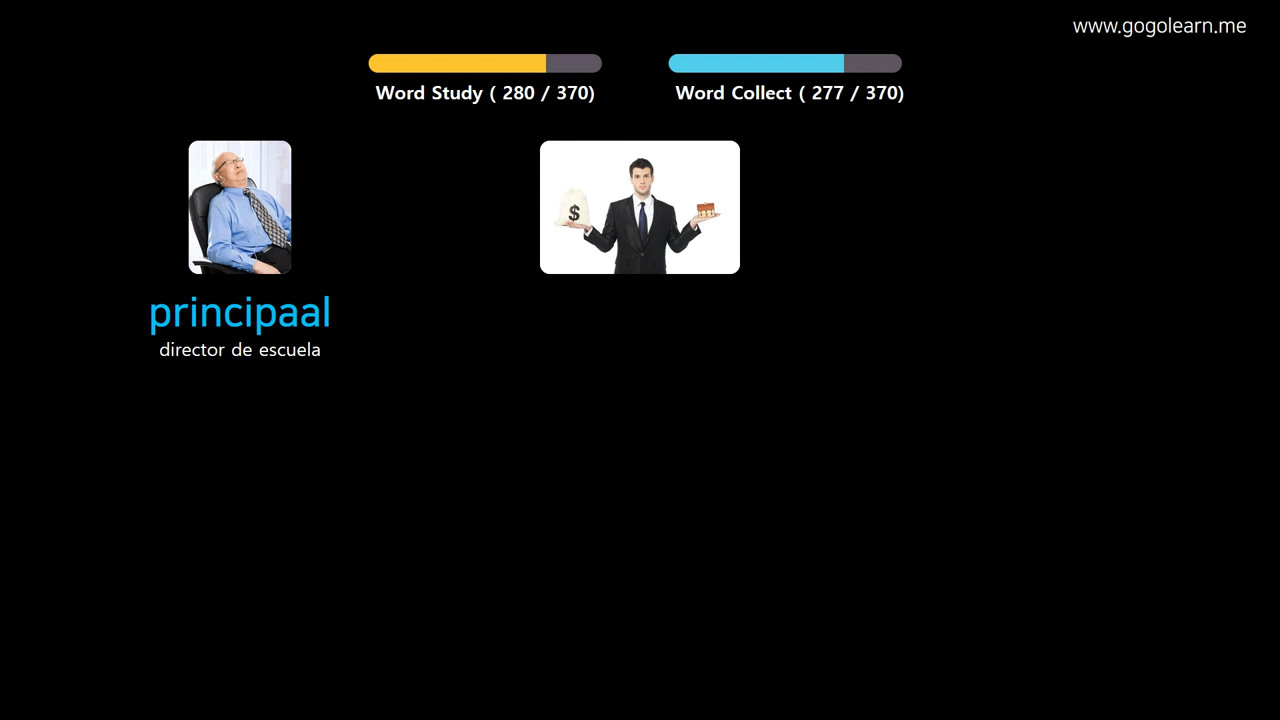 www.gogolearn.me
Word Study ( 280 / 370)
Word Collect ( 277 / 370)
$
principaal
director de escuela